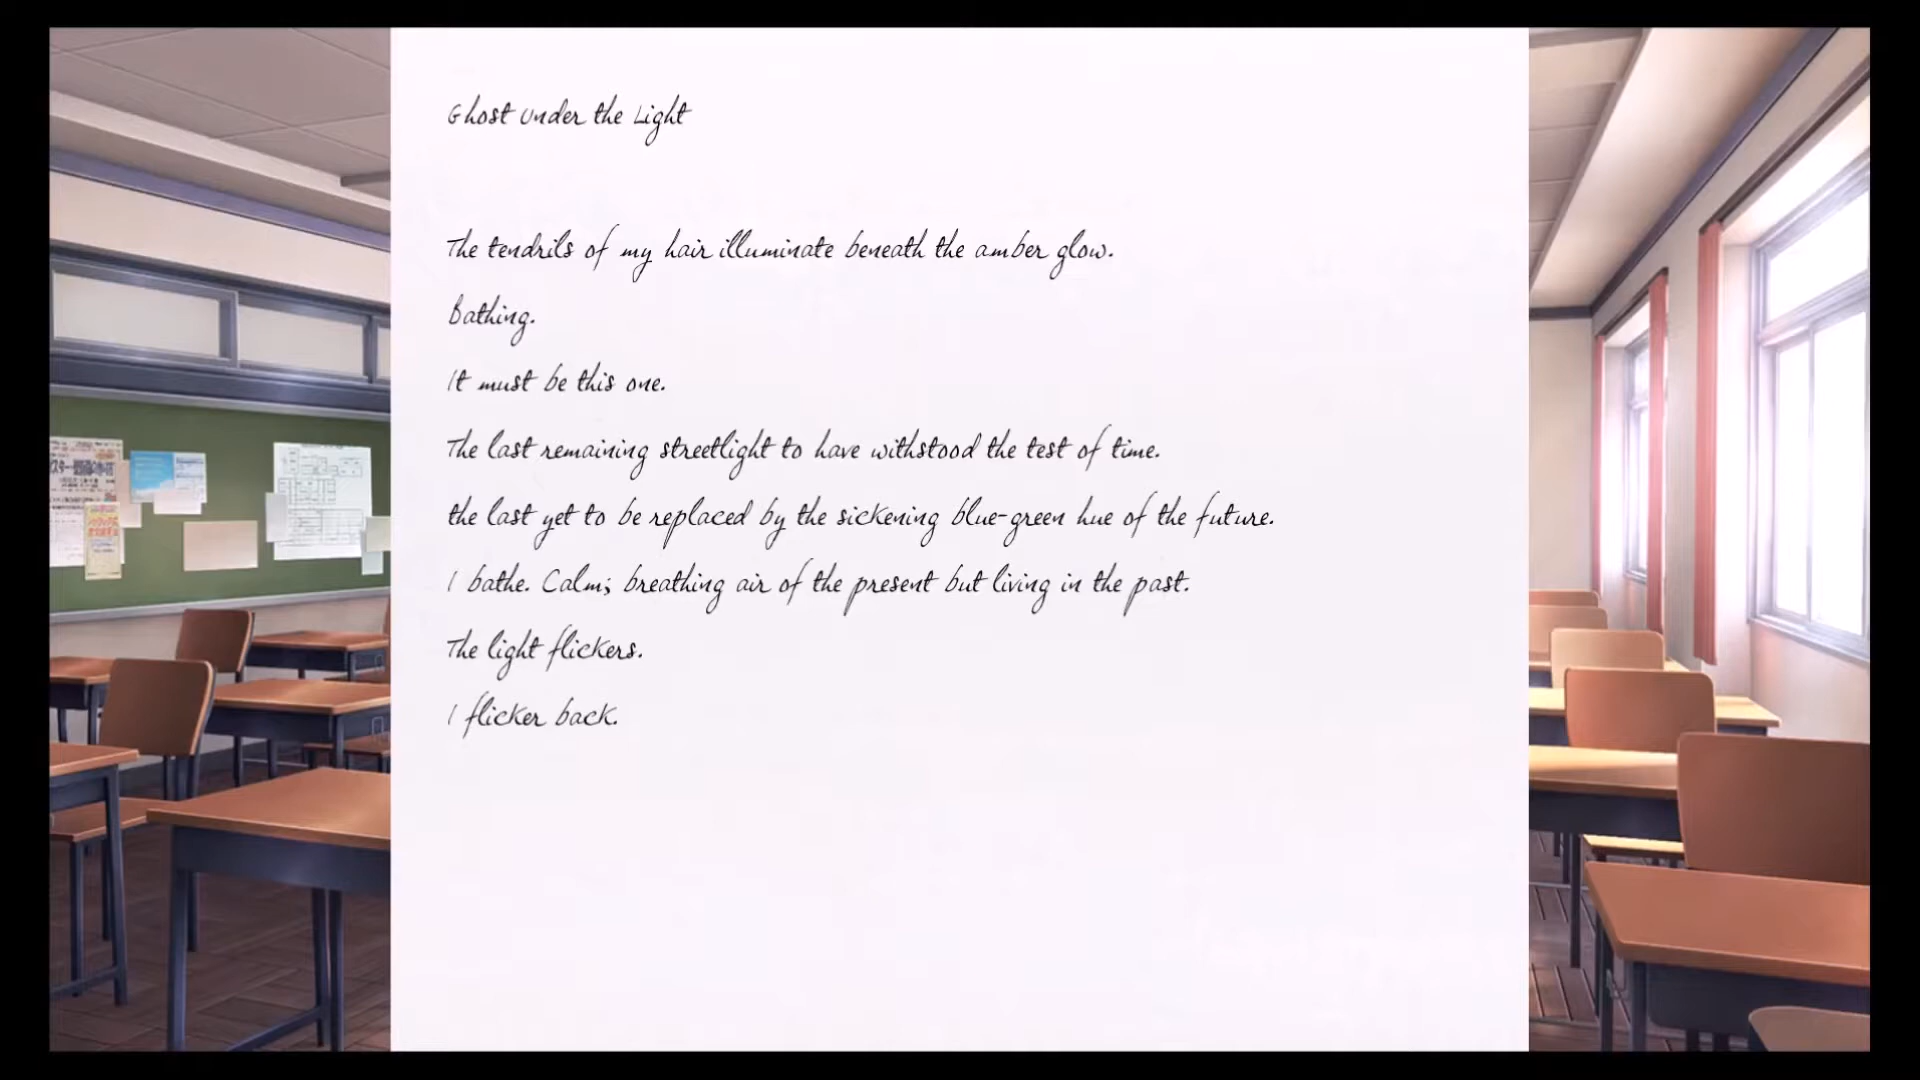 Ghost Under the Light
The tendrils of my hair illuminate beneath the amber glow.
Bathing.
It must be this one.
The last remaining streetlight to have withstood the test of time.
the last yet to be replaced by the sickening blue-green hue of the future.
I bathe. Calm; breathing air of the present but living in the past.
The light flickers.
I flicker back.